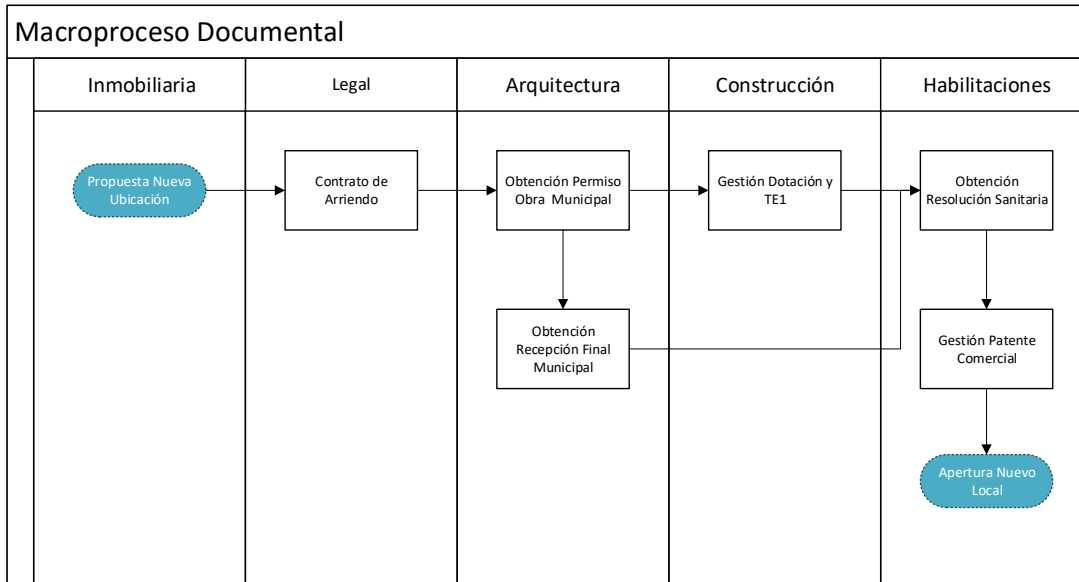 Macroproceso Documental
Inmobiliaria
Legal
Arquitectura
Construcción
Habilitaciones
Propuesta Nueva
Ubicación
Contrato de
Arriendo
Obtención Permiso
Obra Municipal
Gestión Dotación y
TE1
Obtención
Resolución Sanitaria
Obtención
Recepción Final
Municipal
Gestión Patente
Comercial
Apertura Nuevo
Local